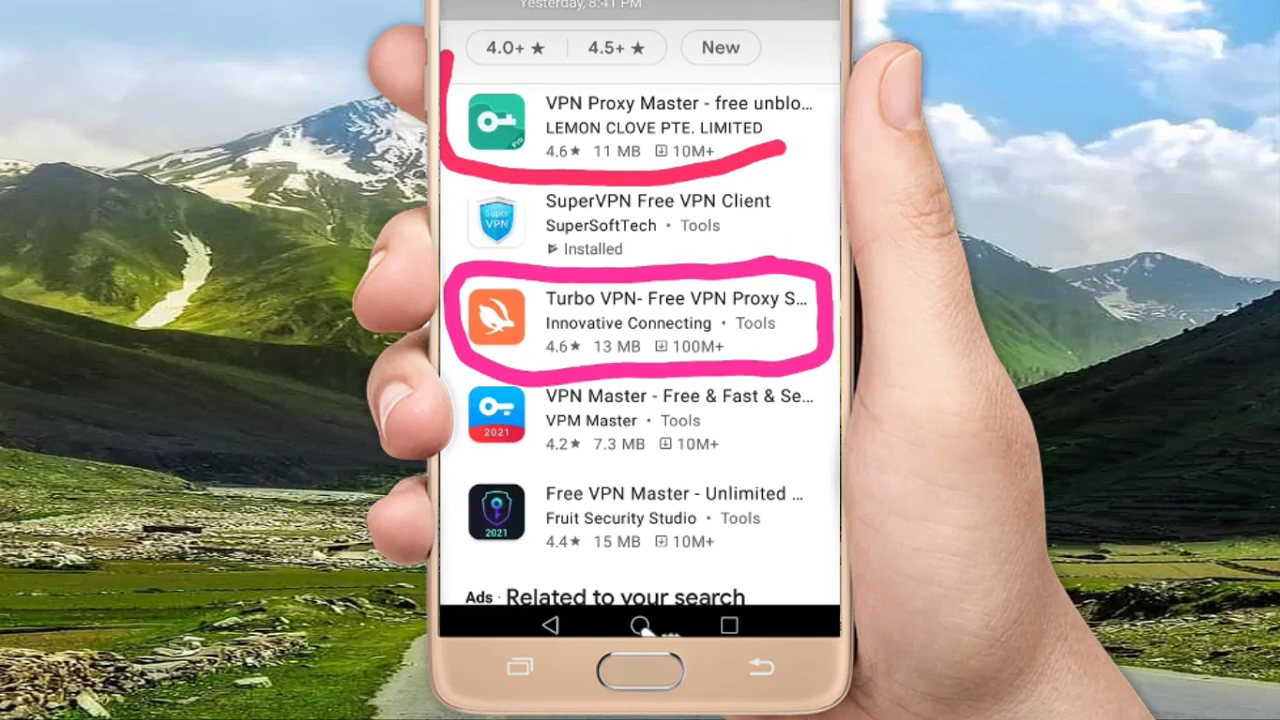 Yesterday, 8:41 PM
4.0+ ★ 4.5+ ★ New
VPN Proxy Master - free unblo...
LEMON CLOVE PTE. LIMITED
4.6★ 11 MB 10M+
Pro
SuperVPN Free VPN Client
SuperSoftTech • Tools
Installed
Super
VPN
Turbo VPN- Free VPN Proxy S...
Innovative Connecting • Tools
4.6★ 13 MB 100M+
VPN Master - Free & Fast & Se...
VPM Master • Tools
4.2★ 7.3 MB 10M+
2021
Free VPN Master - Unlimited ...
Fruit Security Studio • Tools
4.4★ 15 MB 10M+
2021
Ads · Related to your search